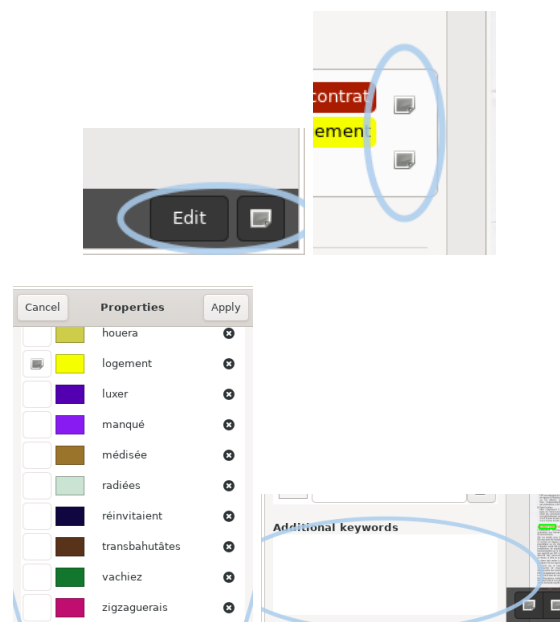 contrat
ement
Edit
Cancel Properties Apply
houera
logement
luxer
manqué
médisée
radiées
réinvitaient
transbahutâtes
vachiez
zigzaguerais
Additional keywords